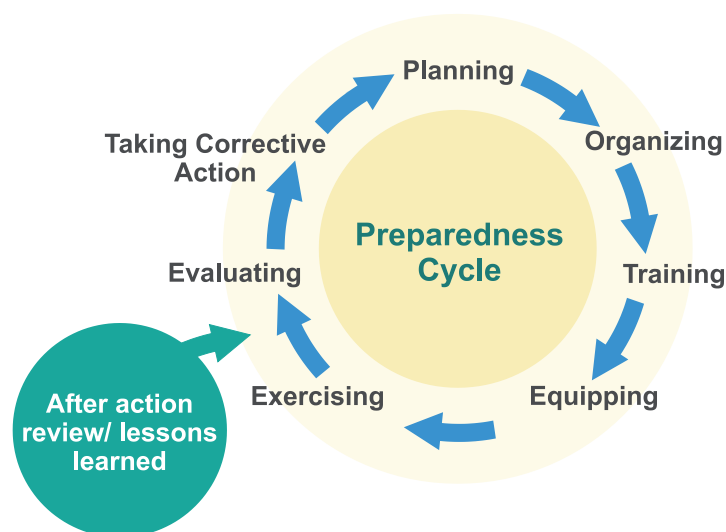 Planning
Organizing
Training
Equipping
Exercising
Evaluating
Taking Corrective
Action
Preparedness
Cycle
After action
review/ lessons
learned